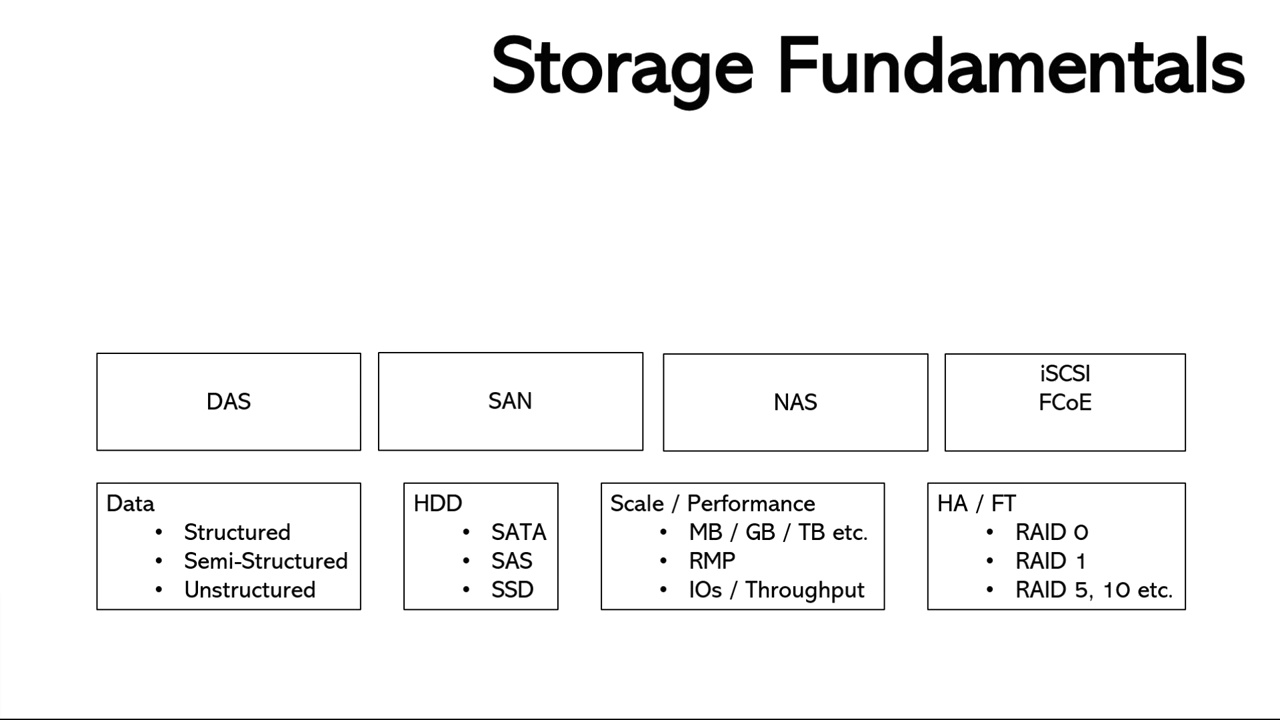 Storage Fundamentals
DAS
SAN
NAS
iSCSI
FCoE
Data
• Structured
• Semi-Structured
• Unstructured
HDD
• SATA
• SAS
• SSD
Scale / Performance
• MB / GB / TB etc.
• RMP
• IOs / Throughput
HA / FT
• RAID 0
• RAID 1
• RAID 5, 10 etc.